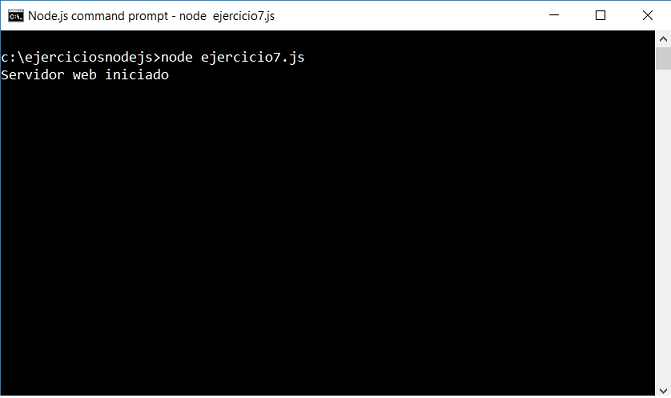 Node.js command prompt - node  ejercicio7.js
c:\ejerciciosnodejs>node ejercicio7.js
Servidor web iniciado